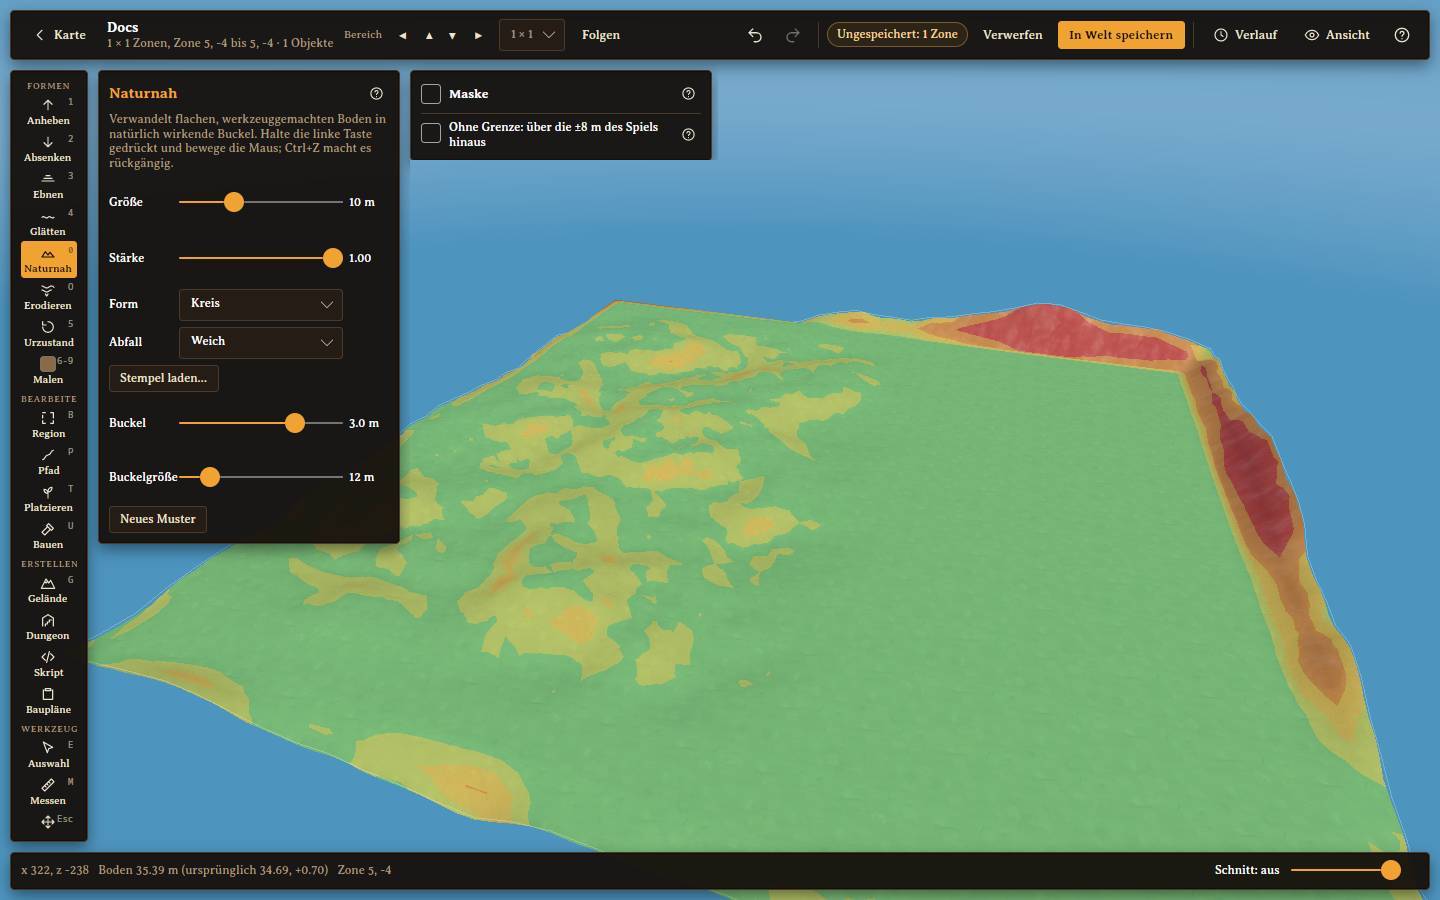 Karte
Docs
1 × 1 Zonen, Zone 5, -4 bis 5, -4 · 1 Objekte
Bereich
1 × 1
Folgen
Ungespeichert: 1 Zone
Verwerfen
In Welt speichern
Verlauf
Ansicht
FORMEN
1
Anheben
2
Absenken
3
Ebnen
4
Glätten
0
Naturnah
O
Erodieren
5
Urzustand
6-9
Malen
BEARBEITE
B
Region
P
Pfad
T
Platzieren
U
Bauen
ERSTELLEN
G
Gelände
Dungeon
Skript
Baupläne
WERKZEUG
E
Auswahl
M
Messen
Esc
Naturnah
Verwandelt flachen, werkzeuggemachten Boden in
natürlich wirkende Buckel. Halte die linke Taste
gedrückt und bewege die Maus; Ctrl+Z macht es
rückgängig.
Größe 10 m
Stärke 1.00
Form Kreis
Abfall Weich
Stempel laden...
Buckel 3.0 m
Buckelgröße 12 m
Neues Muster
Maske
Ohne Grenze: über die ±8 m des Spiels
hinaus
x 322, z -238 Boden 35.39 m (ursprünglich 34.69, +0.70) Zone 5, -4
Schnitt: aus